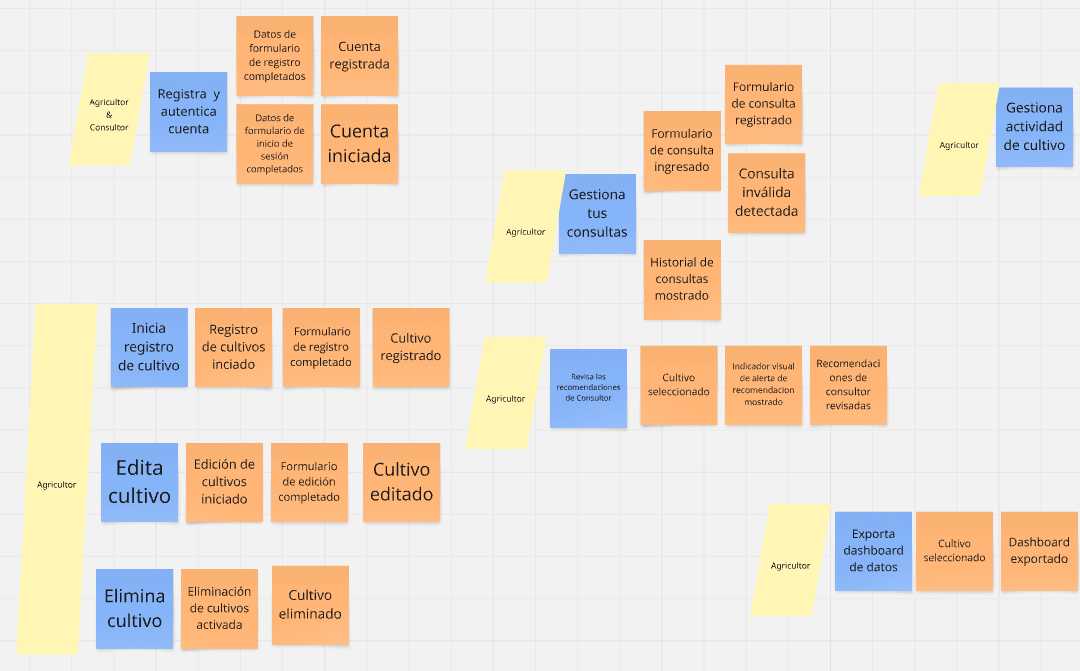 Agricultor
&
Consultor
Registra y
autentica
cuenta
Datos de
formulario
de registro
completados
Cuenta
registrada
Datos de
formulario de
inicio de
sesión
completados
Cuenta
iniciada
Agricultor
Gestiona
tus
consultas
Formulario
de consulta
ingresado
Formulario
de consulta
registrado
Consulta
inválida
detectada
Historial de
consultas
mostrado
Agricultor
Gestiona
actividad
de cultivo
Agricultor
Inicia
registro
de cultivo
Registro
de cultivos
inciado
Formulario
de registro
completado
Cultivo
registrado
Edita
cultivo
Edición de
cultivos
iniciado
Formulario
de edición
completado
Cultivo
editado
Elimina
cultivo
Eliminación
de cultivos
activada
Cultivo
eliminado
Agricultor
Revisa las
recomendaciones
de Consultor
Cultivo
seleccionado
Indicador visual
de alerta de
recomendacion
mostrado
Recomendaci
ones de
consultor
revisadas
Agricultor
Exporta
dashboard
de datos
Cultivo
seleccionado
Dashboard
exportado